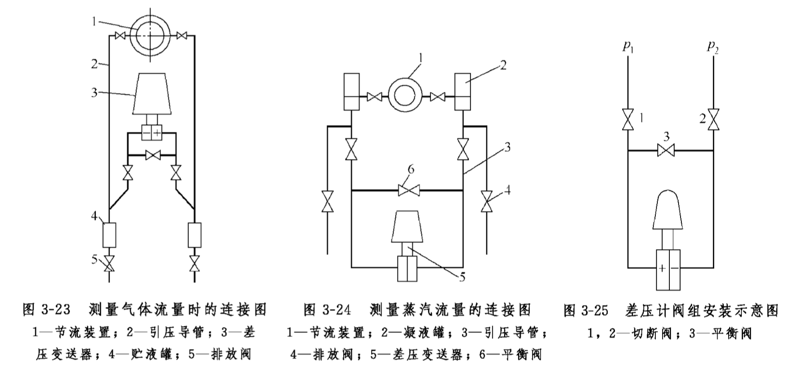 1
2
3
4
5
图 3-23 测量气体流量时的连接图
1—节流装置；2—引压导管；3—差
压变送器；4—贮液罐；5—排放阀
1
2
3
4
5
6
图 3-24 测量蒸汽流量的连接图
1—节流装置；2—凝液罐；3—引压导管；
4—排放阀；5—差压变送器；6—平衡阀
p₁ p₂
1 2
3
+ −
图 3-25 差压计阀组安装示意图
1，2—切断阀；3—平衡阀